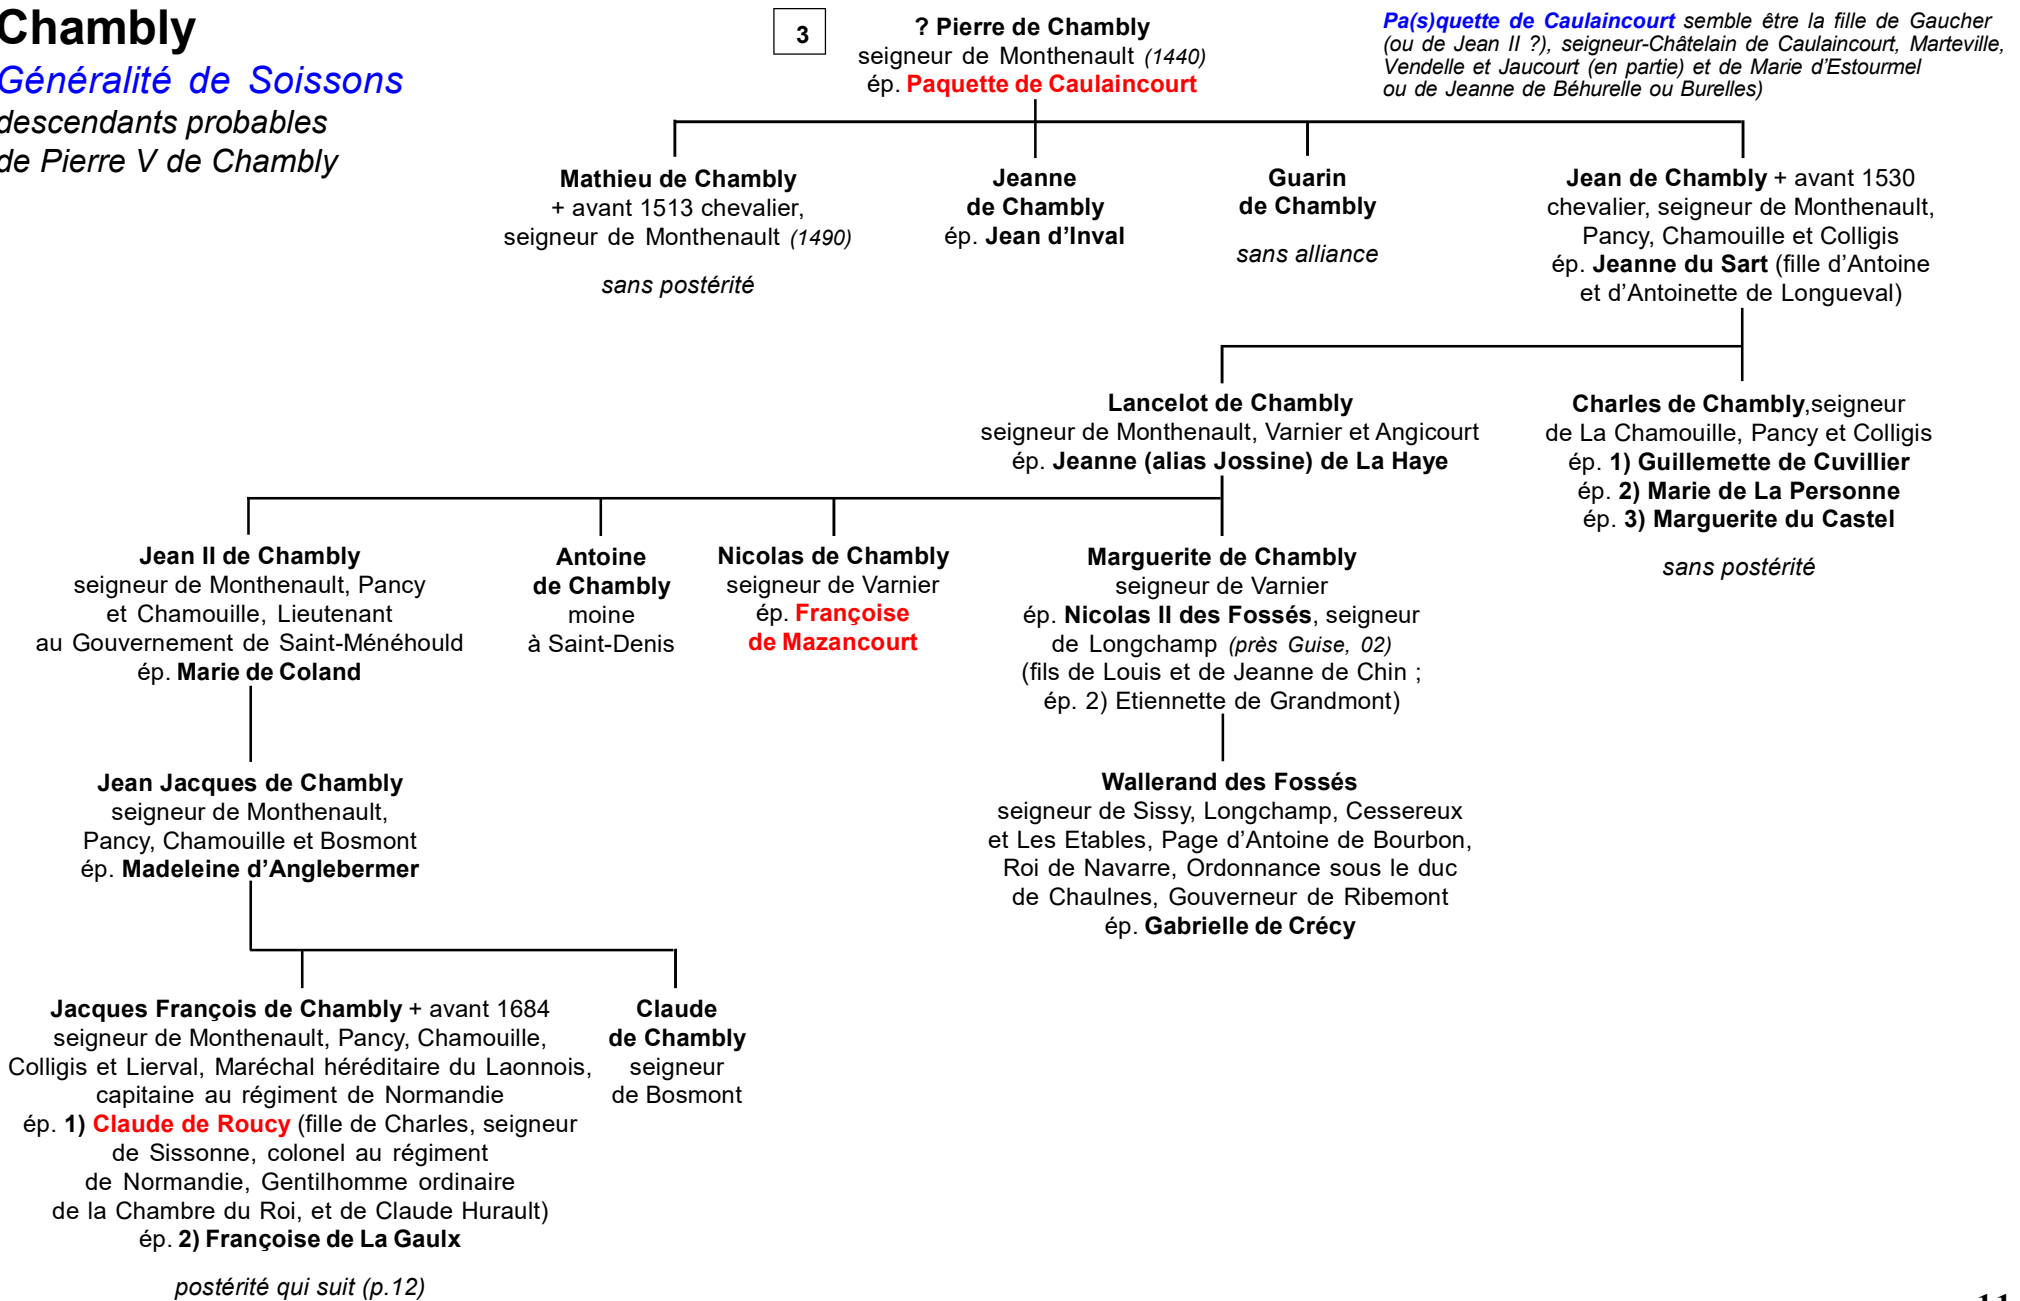 Chambly
Généralité de Soissons
descendants probables
de Pierre V de Chambly
3
? Pierre de Chambly
seigneur de Monthenault (1440)
ép. Paquette de Caulaincourt
Pa(s)quette de Caulaincourt semble être la fille de Gaucher
(ou de Jean II ?), seigneur-Châtelain de Caulaincourt, Marteville,
Vendelle et Jaucourt (en partie) et de Marie d’Estourmel
ou de Jeanne de Béhurelle ou Burelles)
Mathieu de Chambly
+ avant 1513 chevalier,
seigneur de Monthenault (1490)
sans postérité
Jeanne
de Chambly
ép. Jean d’Inval
Guarin
de Chambly
sans alliance
Jean de Chambly + avant 1530
chevalier, seigneur de Monthenault,
Pancy, Chamouille et Colligis
ép. Jeanne du Sart (fille d’Antoine
et d’Antoinette de Longueval)
Lancelot de Chambly
seigneur de Monthenault, Varnier et Angicourt
ép. Jeanne (alias Jossine) de La Haye
Charles de Chambly,seigneur
de La Chamouille, Pancy et Colligis
ép. 1) Guillemette de Cuvillier
ép. 2) Marie de La Personne
ép. 3) Marguerite du Castel
sans postérité
Jean II de Chambly
seigneur de Monthenault, Pancy
et Chamouille, Lieutenant
au Gouvernement de Saint-Ménéhould
ép. Marie de Coland
Antoine
de Chambly
moine
à Saint-Denis
Nicolas de Chambly
seigneur de Varnier
ép. Françoise
de Mazancourt
Marguerite de Chambly
seigneur de Varnier
ép. Nicolas II des Fossés, seigneur
de Longchamp (près Guise, 02)
(fils de Louis et de Jeanne de Chin ;
ép. 2) Etiennette de Grandmont)
Jean Jacques de Chambly
seigneur de Monthenault,
Pancy, Chamouille et Bosmont
ép. Madeleine d’Anglebermer
Wallerand des Fossés
seigneur de Sissy, Longchamp, Cessereux
et Les Etables, Page d’Antoine de Bourbon,
Roi de Navarre, Ordonnance sous le duc
de Chaulnes, Gouverneur de Ribemont
ép. Gabrielle de Crécy
Jacques François de Chambly + avant 1684
seigneur de Monthenault, Pancy, Chamouille,
Colligis et Lierval, Maréchal héréditaire du Laonnois,
capitaine au régiment de Normandie
ép. 1) Claude de Roucy (fille de Charles, seigneur
de Sissonne, colonel au régiment
de Normandie, Gentilhomme ordinaire
de la Chambre du Roi, et de Claude Hurault)
ép. 2) Françoise de La Gaulx
postérité qui suit (p.12)
Claude
de Chambly
seigneur
de Bosmont